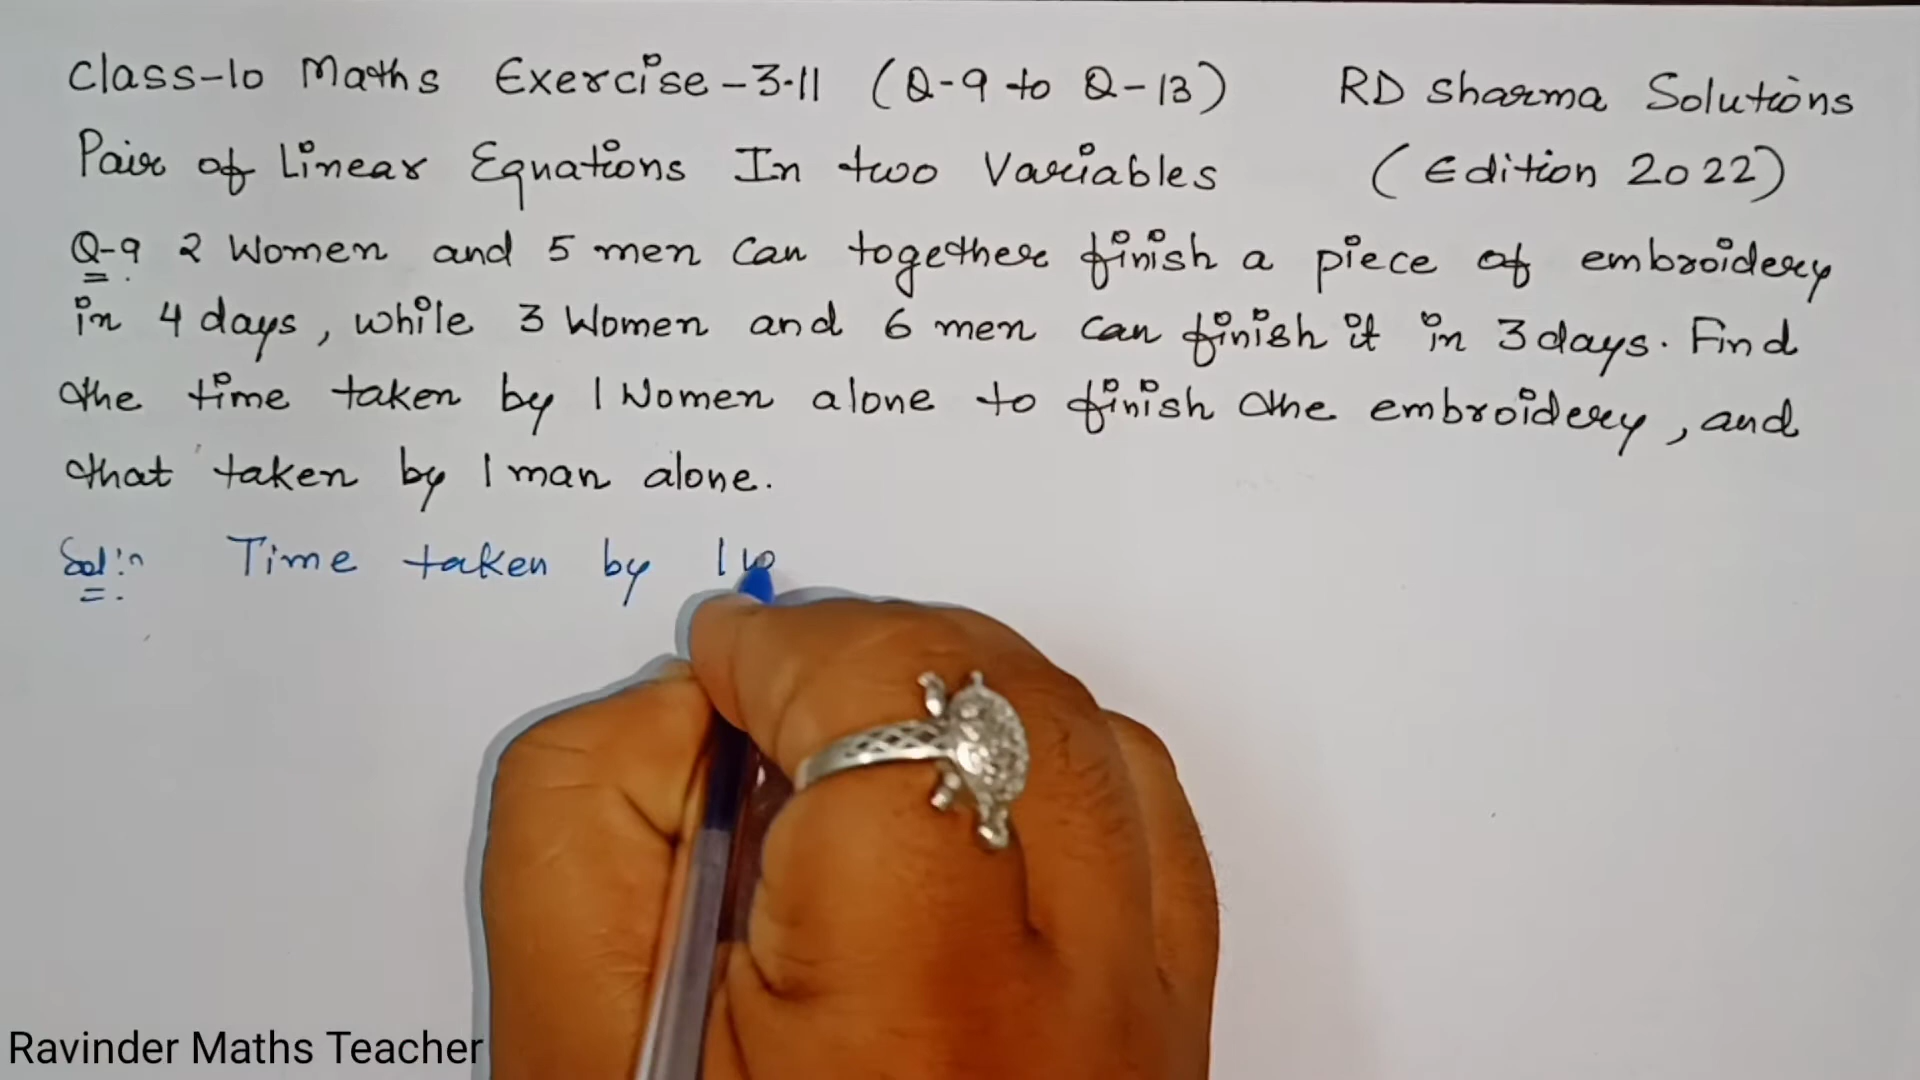 Class-10 Maths Exercise-3.11 (Q-9 to Q-13) RD Sharma Solutions
Pair of Linear Equations In two Variables (Edition 2022)
Q-9 2 Women and 5 men can together finish a piece of embroidery
in 4 days, while 3 Women and 6 men can finish it in 3 days. Find
the time taken by 1 Women alone to finish the embroidery, and
that taken by 1 man alone.
Sol:n Time taken by 1 w
Ravinder Maths Teacher